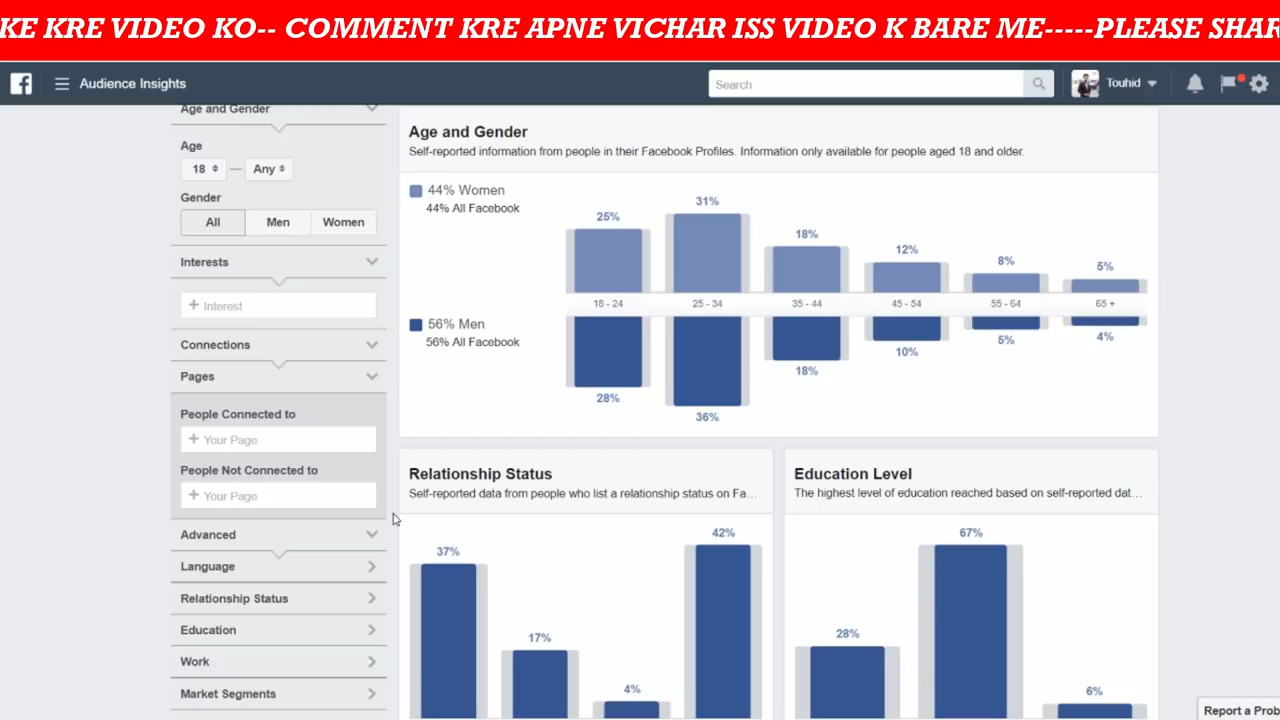 KE KRE VIDEO KO-- COMMENT KRE APNE VICHAR ISS VIDEO K BARE ME-----PLEASE SHAR
Audience Insights
Search
Touhid
Age and Gender
Age
18 — Any
Gender
All Men Women
Interests
+ Interest
Connections
Pages
People Connected to
+ Your Page
People Not Connected to
+ Your Page
Advanced
Language
Relationship Status
Education
Work
Market Segments
Age and Gender
Self-reported information from people in their Facebook Profiles. Information only available for people aged 18 and older.
44% Women
44% All Facebook
25% 31% 18% 12% 8% 5%
18 - 24 25 - 34 35 - 44 45 - 54 55 - 64 65 +
56% Men
56% All Facebook
28% 36% 18% 10% 5% 4%
Relationship Status
Self-reported data from people who list a relationship status on Fa...
37% 17% 4% 42%
Education Level
The highest level of education reached based on self-reported dat...
28% 67% 6%
Report a Prob